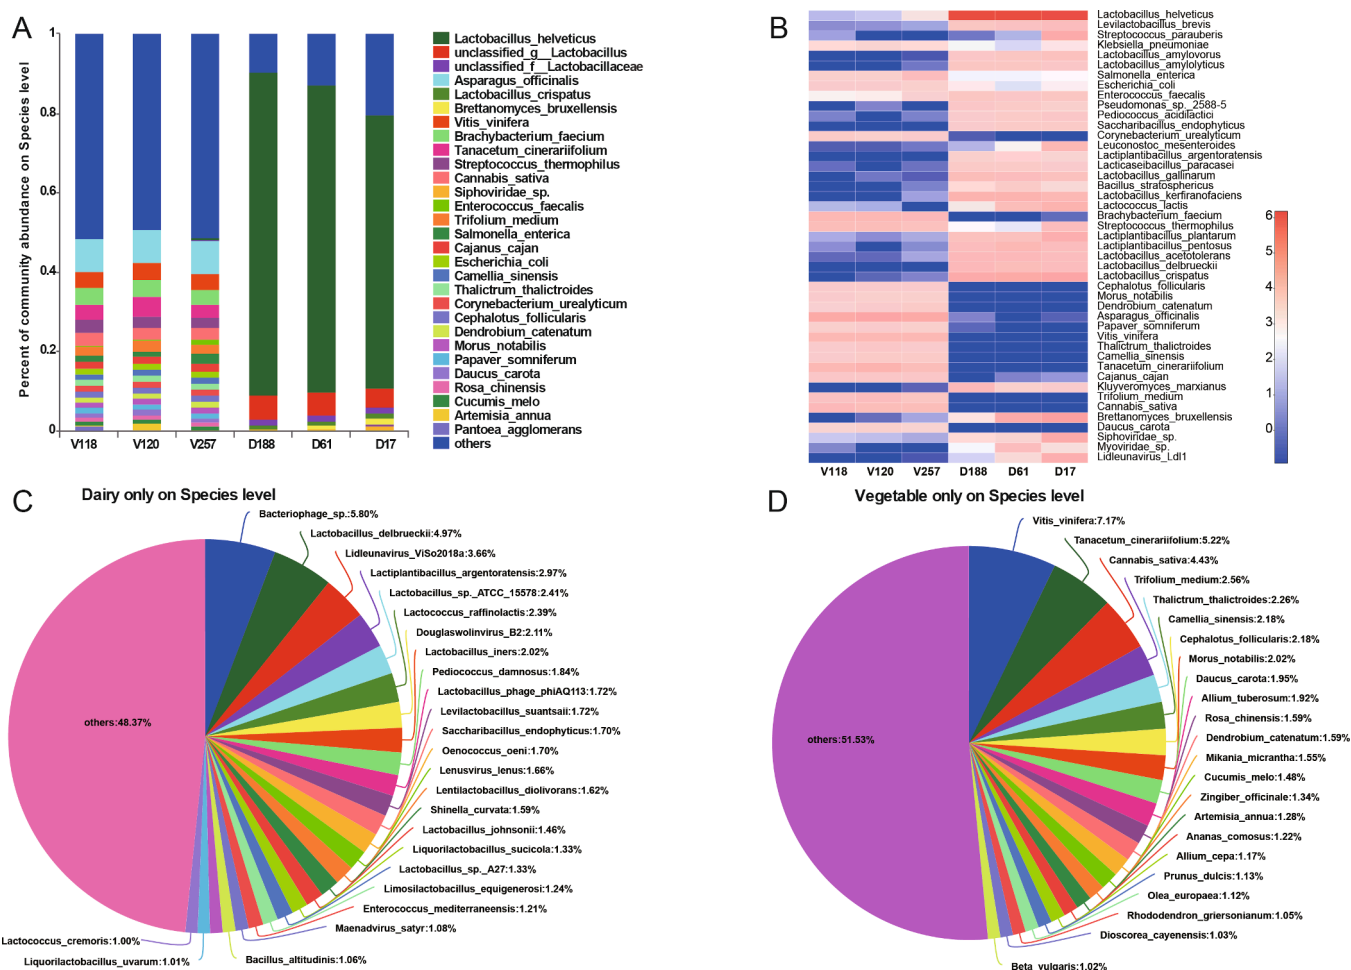 A
Percent of community abundance on Species level
1
0.8
0.6
0.4
0.2
0
V118
V120
V257
D188
D61
D17
Lactobacillus_helveticus
unclassified_g__Lactobacillus
unclassified_f__Lactobacillaceae
Asparagus_officinalis
Lactobacillus_crispatus
Brettanomyces_bruxellensis
Vitis_vinifera
Brachybacterium_faecium
Tanacetum_cinerariifolium
Streptococcus_thermophilus
Cannabis_sativa
Siphoviridae_sp.
Enterococcus_faecalis
Trifolium_medium
Salmonella_enterica
Cajanus_cajan
Escherichia_coli
Camellia_sinensis
Thalictrum_thalictroides
Corynebacterium_urealyticum
Cephalotus_follicularis
Dendrobium_catenatum
Morus_notabilis
Papaver_somniferum
Daucus_carota
Rosa_chinensis
Cucumis_melo
Artemisia_annua
Pantoea_agglomerans
others
B
Lactobacillus_helveticus
Levilactobacillus_brevis
Streptococcus_parauberis
Klebsiella_pneumoniae
Lactobacillus_amylovorus
Lactobacillus_amylolyticus
Salmonella_enterica
Escherichia_coli
Enterococcus_faecalis
Pseudomonas_sp._2588-5
Pediococcus_acidilactici
Saccharibacillus_endophyticus
Corynebacterium_urealyticum
Leuconostoc_mesenteroides
Lactiplantibacillus_argentoratensis
Lacticaseibacillus_paracasei
Lactobacillus_gallinarum
Bacillus_stratosphericus
Lactobacillus_kerfiranofaciens
Lactococcus_lactis
Brachybacterium_faecium
Streptococcus_thermophilus
Lactiplantibacillus_plantarum
Lactiplantibacillus_pentosus
Lactobacillus_acetotolerans
Lactobacillus_delbrueckii
Lactobacillus_crispatus
Cephalotus_follicularis
Morus_notabilis
Dendrobium_catenatum
Asparagus_officinalis
Papaver_somniferum
Vitis_vinifera
Thalictrum_thalictroides
Camellia_sinensis
Tanacetum_cinerariifolium
Cajanus_cajan
Kluyveromyces_marxianus
Trifolium_medium
Cannabis_sativa
Brettanomyces_bruxellensis
Daucus_carota
Siphoviridae_sp.
Myoviridae_sp.
Lidleunavirus_Ldl1
V118
V120
V257
D188
D61
D17
6
5
4
3
2
1
0
C
Dairy only on Species level
Bacteriophage_sp.:5.80%
Lactobacillus_delbrueckii:4.97%
Lidleunavirus_ViSo2018a:3.66%
Lactiplantibacillus_argentoratensis:2.97%
Lactobacillus_sp._ATCC_15578:2.41%
Lactococcus_raffinolactis:2.39%
Douglaswolinvirus_B2:2.11%
Lactobacillus_iners:2.02%
Pediococcus_damnosus:1.84%
Lactobacillus_phage_phiAQ113:1.72%
Levilactobacillus_suantsaii:1.72%
Saccharibacillus_endophyticus:1.70%
Oenococcus_oeni:1.70%
Lenusvirus_lenus:1.66%
Lentilactobacillus_diolivorans:1.62%
Shinella_curvata:1.59%
Lactobacillus_johnsonii:1.46%
Liquorilactobacillus_sucicola:1.33%
Lactobacillus_sp._A27:1.33%
Limosilactobacillus_equigenerosi:1.24%
Enterococcus_mediterraneensis:1.21%
Maenadvirus_satyr:1.08%
Bacillus_altitudinis:1.06%
Liquorilactobacillus_uvarum:1.01%
Lactococcus_cremoris:1.00%
others:48.37%
D
Vegetable only on Species level
Vitis_vinifera:7.17%
Tanacetum_cinerariifolium:5.22%
Cannabis_sativa:4.43%
Trifolium_medium:2.56%
Thalictrum_thalictroides:2.26%
Camellia_sinensis:2.18%
Cephalotus_follicularis:2.18%
Morus_notabilis:2.02%
Daucus_carota:1.95%
Allium_tuberosum:1.92%
Rosa_chinensis:1.59%
Dendrobium_catenatum:1.59%
Mikania_micrantha:1.55%
Cucumis_melo:1.48%
Zingiber_officinale:1.34%
Artemisia_annua:1.28%
Ananas_comosus:1.22%
Allium_cepa:1.17%
Prunus_dulcis:1.13%
Olea_europaea:1.12%
Rhododendron_griersonianum:1.05%
Dioscorea_cayenensis:1.03%
Beta_vulgaris:1.02%
others:51.53%